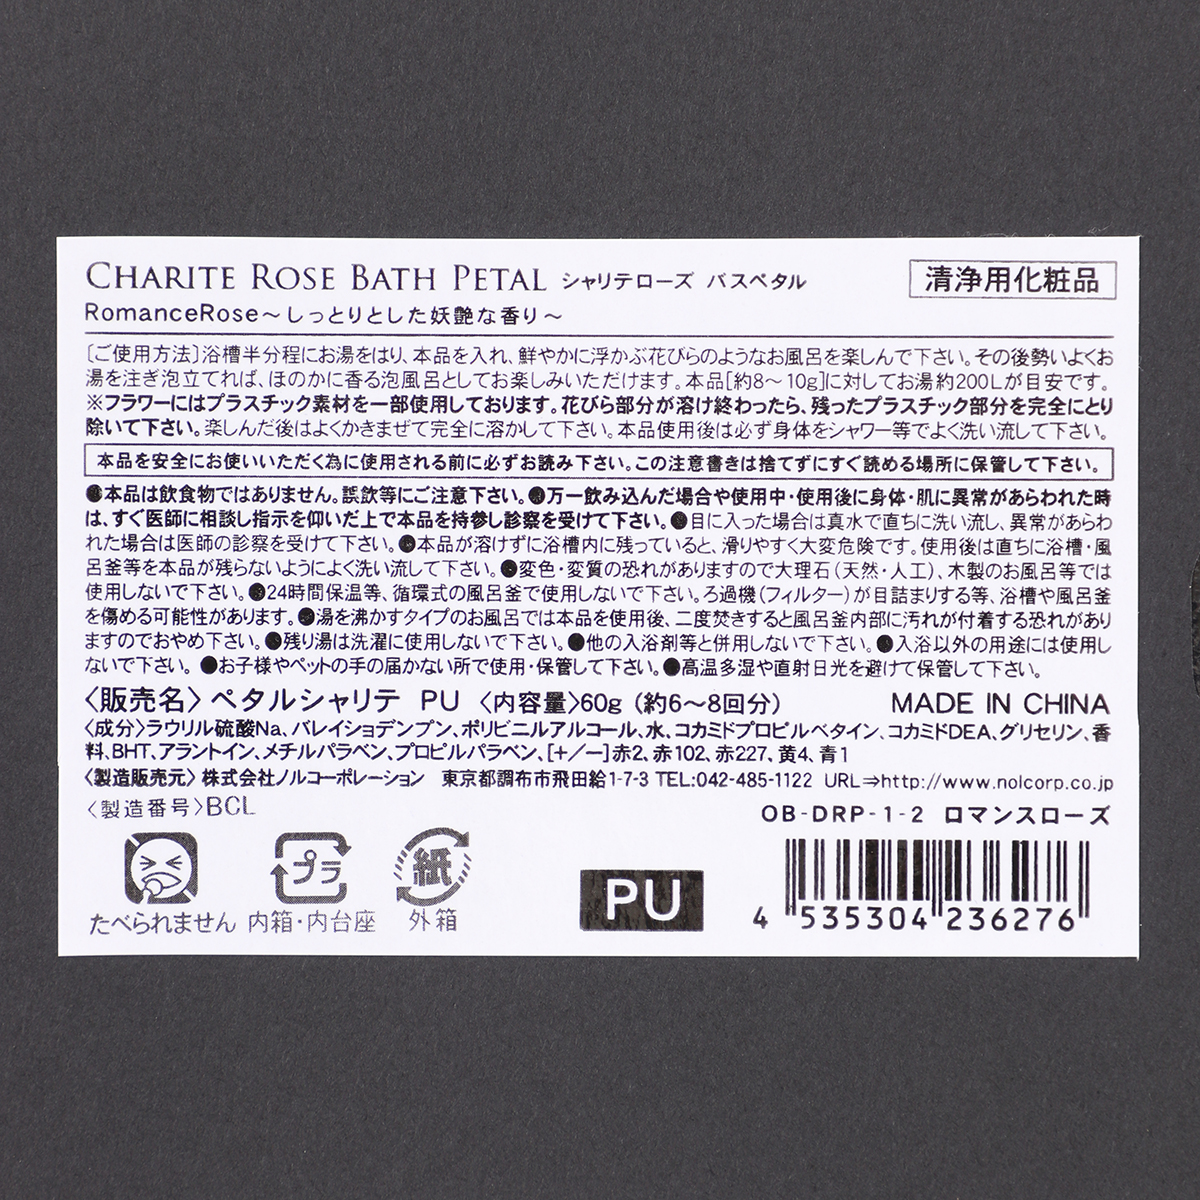 CHARITE ROSE BATH PETAL シャリテローズ バスペタル 清浄用化粧品
RomanceRose～しっとりとした妖艶な香り～
〔ご使用方法〕浴槽半分程にお湯をはり、本品を入れ、鮮やかに浮かぶ花びらのようなお風呂を楽しんで下さい。その後勢いよくお
湯を注ぎ泡立てれば、ほのかに香る泡風呂としてお楽しみいただけます。本品[約8～10g]に対してお湯約200Lが目安です。
※フラワーにはプラスチック素材を一部使用しております。花びら部分が溶け終わったら、残ったプラスチック部分を完全にとり
除いて下さい。楽しんだ後はよくかきまぜて完全に溶かして下さい。本品使用後は必ず身体をシャワー等でよく洗い流して下さい。
本品を安全にお使いいただく為に使用される前に必ずお読み下さい。この注意書きは捨てずにすぐ読める場所に保管して下さい。
●本品は飲食物ではありません。誤飲等にご注意下さい。●万一飲み込んだ場合や使用中・使用後に身体・肌に異常があらわれた時
は、すぐ医師に相談し指示を仰いだ上で本品を持参し診察を受けて下さい。●目に入った場合は真水で直ちに洗い流し、異常があらわ
れた場合は医師の診察を受けて下さい。●本品が溶けずに浴槽内に残っていると、滑りやすく大変危険です。使用後は直ちに浴槽・風
呂釜等を本品が残らないようによく洗い流して下さい。●変色・変質の恐れがありますので大理石(天然・人工)、木製のお風呂等では
使用しないで下さい。●24時間保温等、循環式の風呂釜で使用しないで下さい。ろ過機(フィルター)が目詰まりする等、浴槽や風呂釜
を傷める可能性があります。●湯を沸かすタイプのお風呂では本品を使用後、二度焚きすると風呂釜内部に汚れが付着する恐れがあり
ますのでおやめ下さい。●残り湯は洗濯に使用しないで下さい。●他の入浴剤等と併用しないで下さい。●入浴以外の用途には使用し
ないで下さい。●お子様やペットの手の届かない所で使用・保管して下さい。●高温多湿や直射日光を避けて保管して下さい。
〈販売名〉ペタルシャリテ PU〈内容量〉60g(約6～8回分) MADE IN CHINA
〈成分〉ラウリル硫酸Na、バレイショデンプン、ポリビニルアルコール、水、コカミドプロピルベタイン、コカミドDEA、グリセリン、香
料、BHT、アラントイン、メチルパラベン、プロピルパラベン、[+/−]赤2、赤102、赤227、黄4、青1
〈製造販売元〉株式会社ノルコーポレーション 東京都調布市飛田給1-7-3 TEL:042-485-1122 URL⇒http://www.nolcorp.co.jp
〈製造番号〉BCL OB-DRP-1-2 ロマンスローズ
プラ 紙
たべられません 内箱・内台座 外箱
PU
4 535304 236276